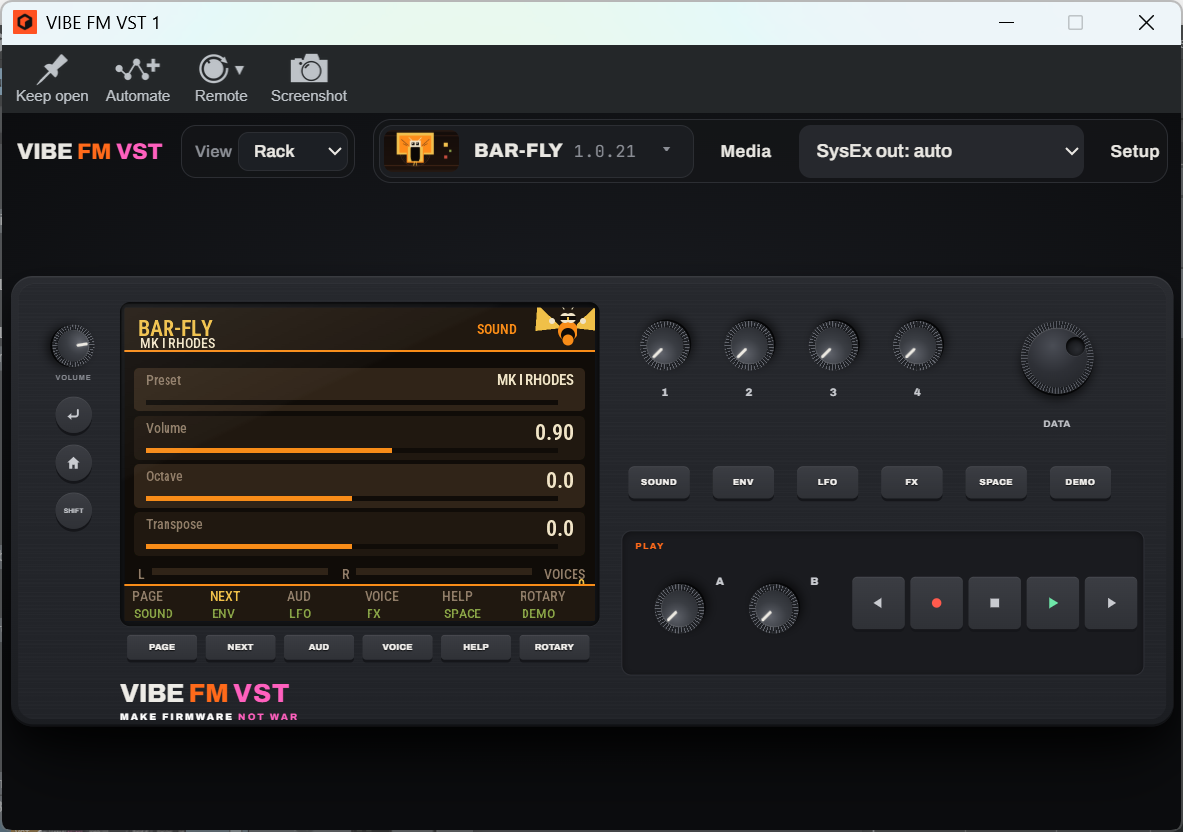 VIBE FM VST 1
Keep open Automate Remote Screenshot
VIBE FM VST View Rack BAR-FLY 1.0.21 Media SysEx out: auto Setup
BAR-FLY
MK I RHODES
SOUND
Preset MK I RHODES
Volume 0.90
Octave 0.0
Transpose 0.0
L R VOICES
PAGE NEXT AUD VOICE HELP ROTARY
SOUND ENV LFO FX SPACE DEMO
PAGE NEXT AUD VOICE HELP ROTARY
VOLUME
SHIFT
VIBE FM VST
MAKE FIRMWARE NOT WAR
1 2 3 4
DATA
SOUND ENV LFO FX SPACE DEMO
PLAY
A B